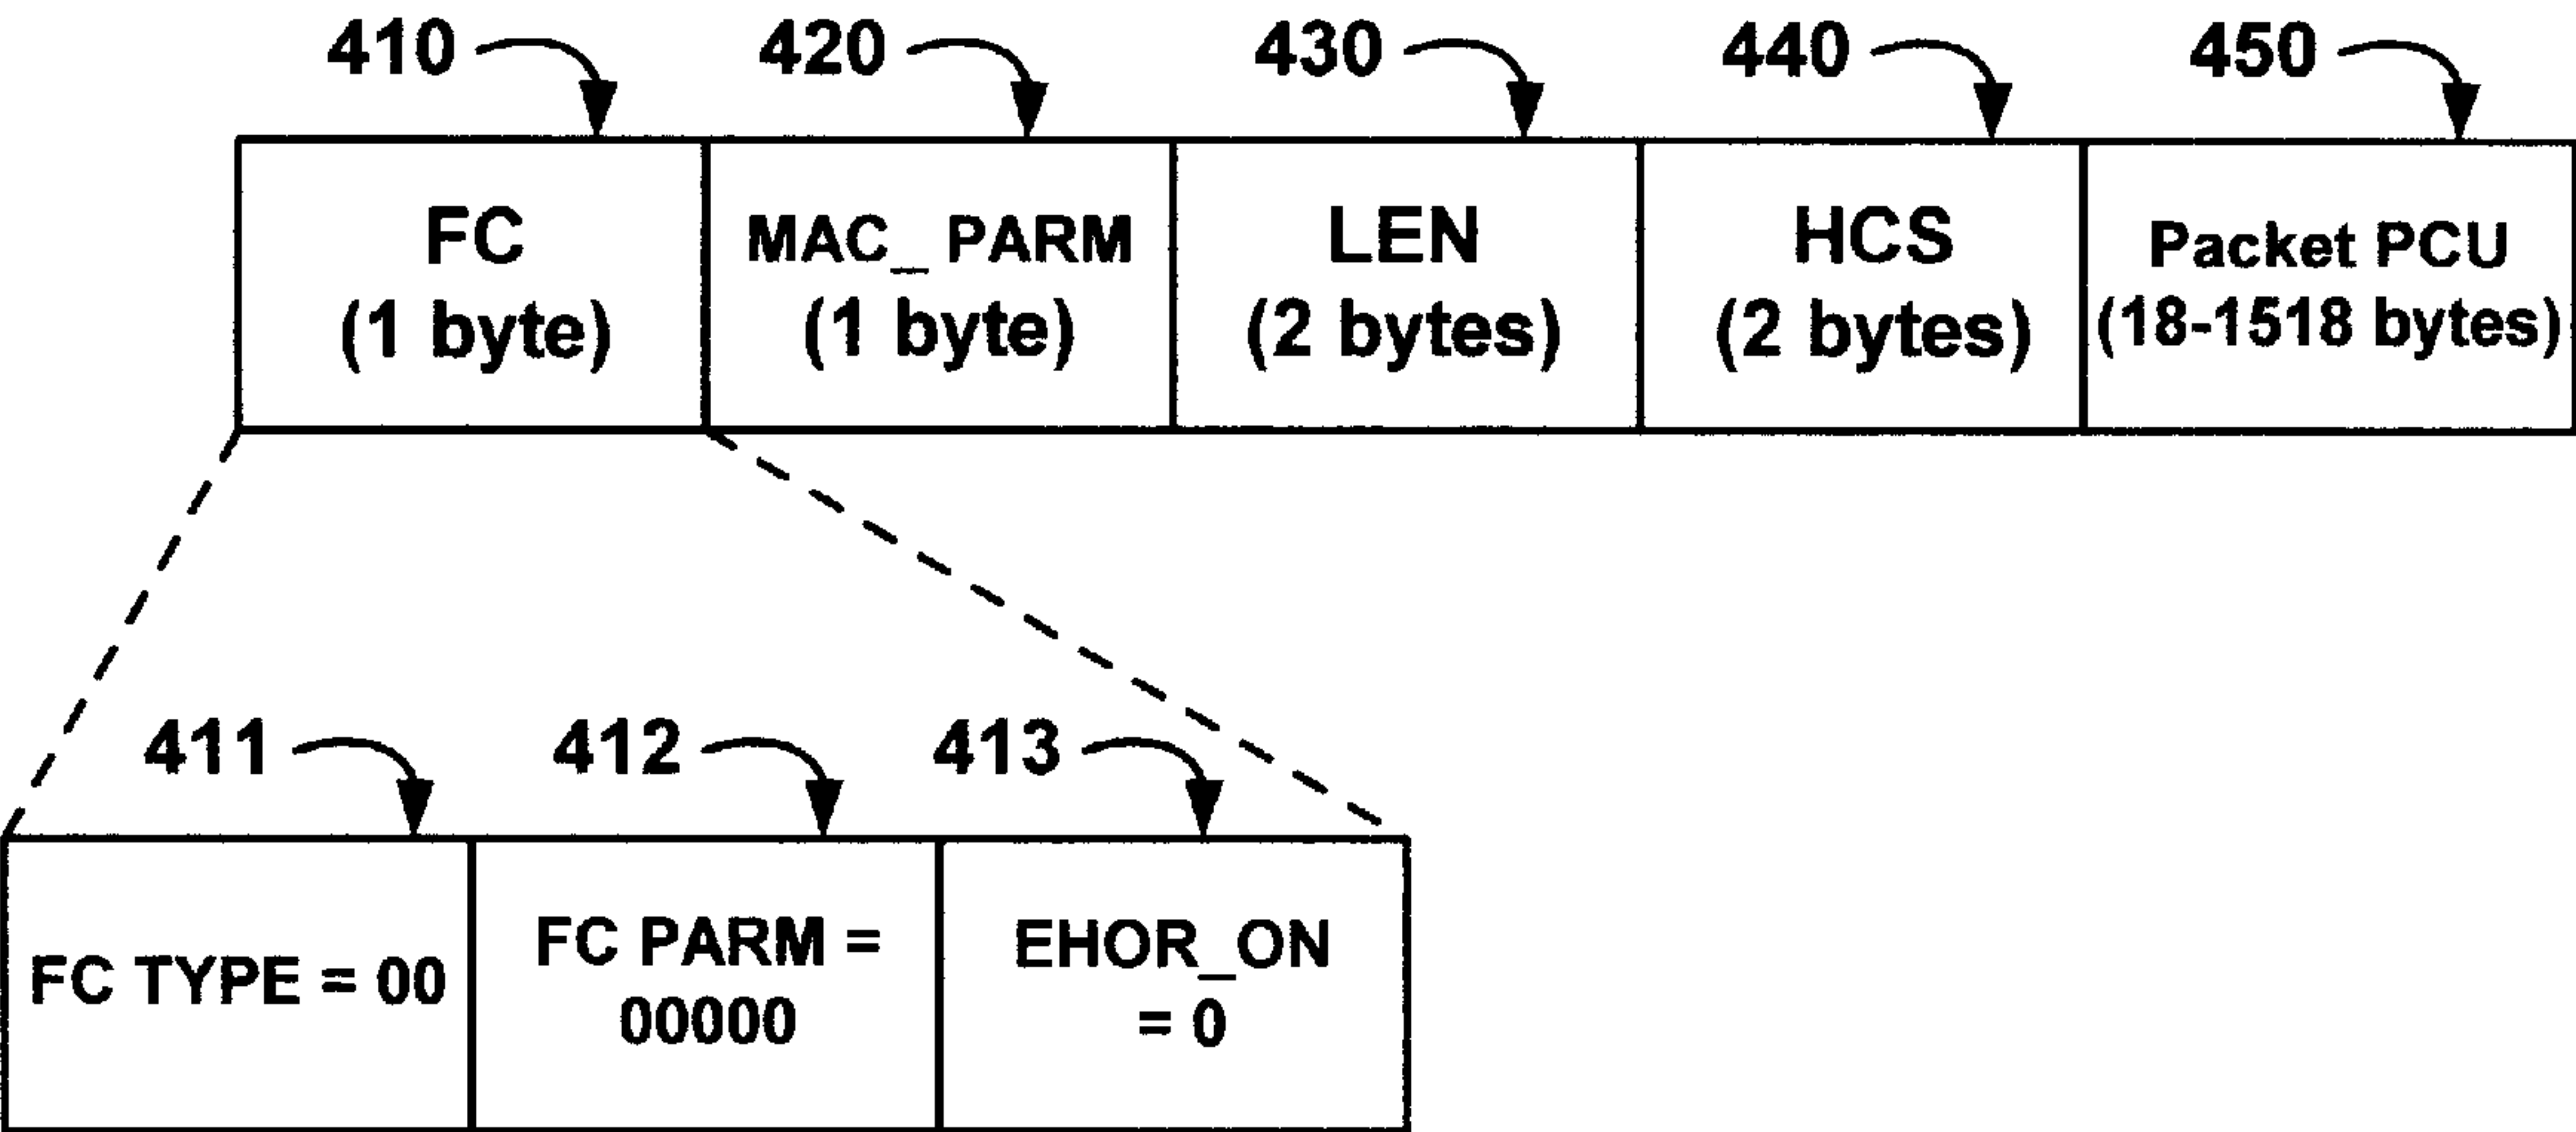 410 420 430 440 450
FC MAC_ PARM LEN HCS Packet PCU
(1 byte) (1 byte) (2 bytes) (2 bytes) (18-1518 bytes)
411 412 413
FC TYPE = 00
FC PARM =
00000
EHOR_ON
= 0